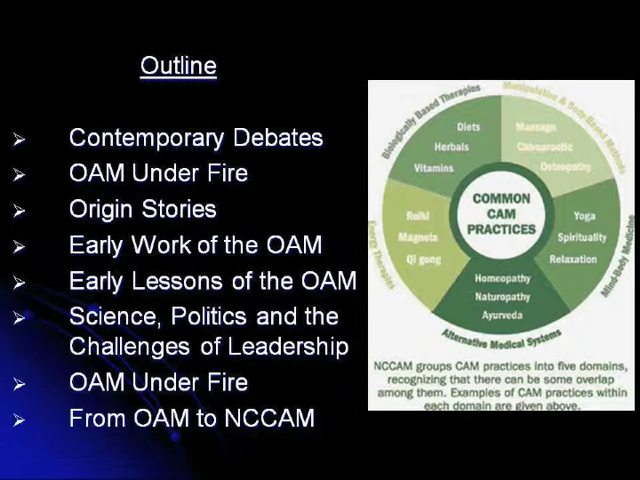 Outline
Contemporary Debates
OAM Under Fire
Origin Stories
Early Work of the OAM
Early Lessons of the OAM
Science, Politics and the
Challenges of Leadership
OAM Under Fire
From OAM to NCCAM
Biologically Based Therapies
Diets
Herbals
Vitamins
Manipulative & Body-Based Methods
Massage
Chiropractic
Osteopathy
COMMON
CAM
PRACTICES
Energy Therapies
Reiki
Magnets
Qi gong
Mind-Body Medicine
Yoga
Spirituality
Relaxation
Homeopathy
Naturopathy
Ayurveda
Alternative Medical Systems
NCCAM groups CAM practices into five domains,
recognizing that there can be some overlap
among them. Examples of CAM practices within
each domain are given above.